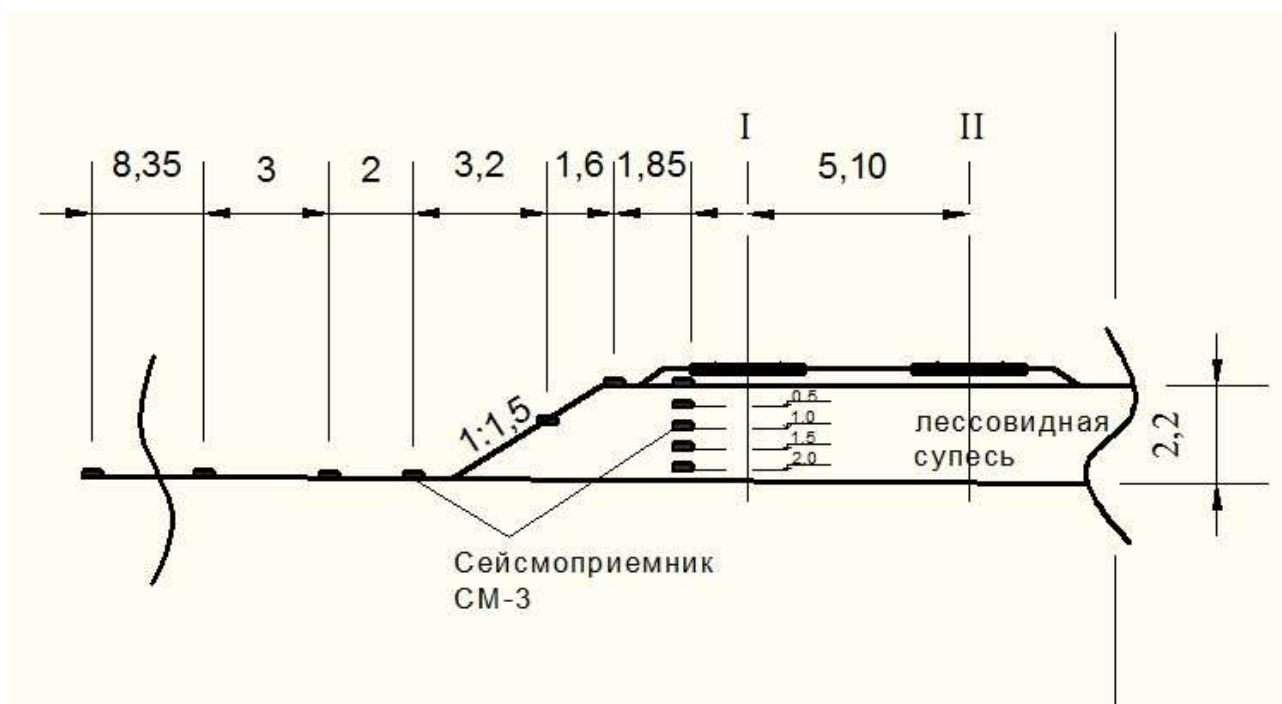 I
II
8,35
3
2
3,2
1,6
1,85
5,10
1:1,5
0.5
1.0
1.5
2.0
лессовидная
супесь
2,2
Сейсмоприемник
СМ-3